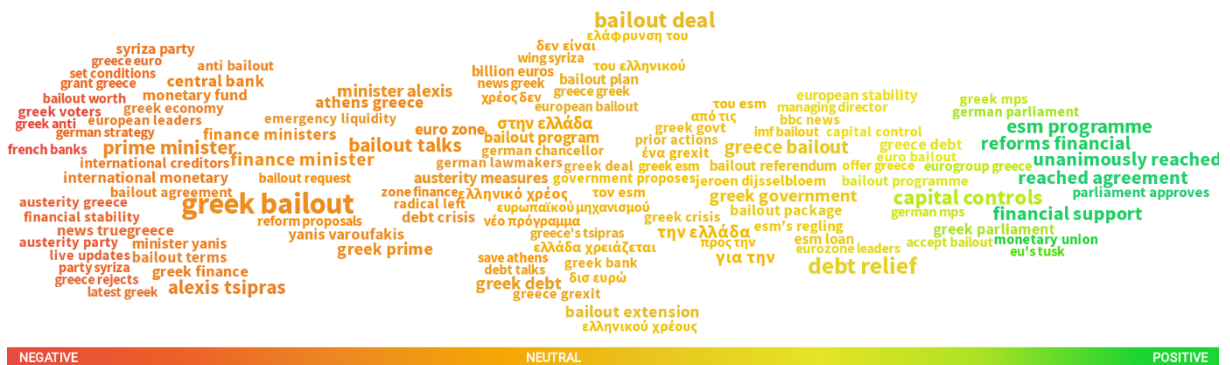 bailout deal
ελάφρυνση του
δεν είναι
syriza party
wing syriza
greece euro
anti bailout
του ελληνικού
set conditions
billion euros
grant greece
central bank
bailout plan
news greek
minister alexis
greece greek
monetary fund
european stability
bailout worth
χρέος δεν
athens greece
greek mps
του esm
european bailout
managing director
greek voters
greek economy
german parliament
από τις
emergency liquidity
bbc news
european leaders
greek anti
στην ελλάδα
esm programme
greek govt
euro zone
german strategy
finance ministers
imf bailout
capital control
bailout program
prior actions
reforms financial
bailout talks
greek bailout
greece debt
prime minister
french banks
german chancellor
ένα grexit
euro bailout
finance minister
unanimously reached
international creditors
german lawmakers
greek deal
greek esm
bailout referendum
offer greece
eurogroup greece
international monetary
bailout request
austerity measures
government proposes
jeroen dijsselbloem
bailout programme
reached agreement
bailout agreement
zone finance
ελληνικό χρέος
τον esm
greek government
capital controls
parliament approves
austerity greece
greek bailout
radical left
ευρωπαϊκού μηχανισμού
bailout package
german mps
financial support
financial stability
reform proposals
debt crisis
νέο πρόγραμμα
greek crisis
esm's regling
news truegreece
yanis varoufakis
greece's tsipras
την ελλάδα
greek parliament
austerity party
minister yanis
esm loan
προς την
accept bailout
monetary union
greek prime
ελλάδα χρειάζεται
eurozone leaders
live updates
bailout terms
save athens
για την
eu's tusk
party syriza
greek finance
debt talks
greek bank
debt relief
greece rejects
δισ ευρώ
latest greek
alexis tsipras
greek debt
greece grexit
bailout extension
ελληνικού χρέους
NEGATIVE
NEUTRAL
POSITIVE